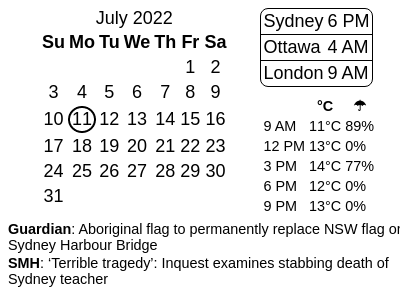 July 2022
Su Mo Tu We Th Fr Sa
1 2
3 4 5 6 7 8 9
10 11 12 13 14 15 16
17 18 19 20 21 22 23
24 25 26 27 28 29 30
31
Sydney 6 PM
Ottawa 4 AM
London 9 AM
°C ☂
9 AM 11°C 89%
12 PM 13°C 0%
3 PM 14°C 77%
6 PM 12°C 0%
9 PM 13°C 0%
Guardian: Aboriginal flag to permanently replace NSW flag on
Sydney Harbour Bridge
SMH: ‘Terrible tragedy’: Inquest examines stabbing death of
Sydney teacher